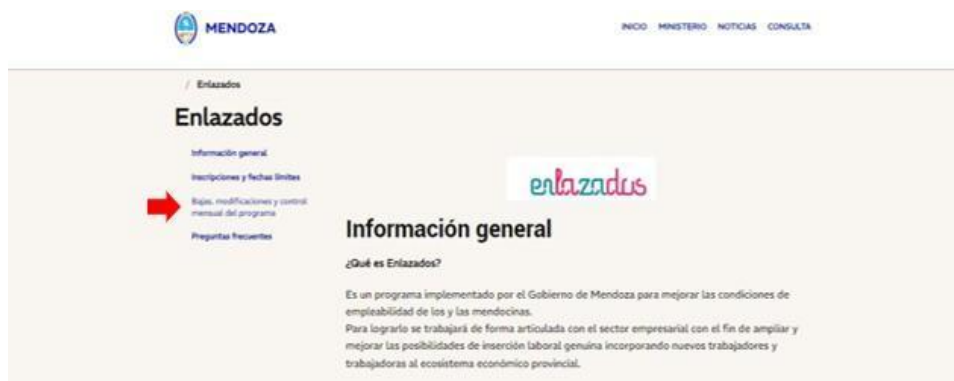 MENDOZA
INICIO MINISTERIO NOTICIAS CONSULTA
/ Enlazados
Enlazados
Información general
Inscripciones y fechas límites
Bajas, modificaciones y control
mensual del programa
Preguntas frecuentes
enlazadus
Información general
¿Qué es Enlazados?
Es un programa implementado por el Gobierno de Mendoza para mejorar las condiciones de
empleabilidad de los y las mendocinas.
Para lograrlo se trabajará de forma articulada con el sector empresarial con el fin de ampliar y
mejorar las posibilidades de inserción laboral genuina incorporando nuevos trabajadores y
trabajadoras al ecosistema económico provincial.